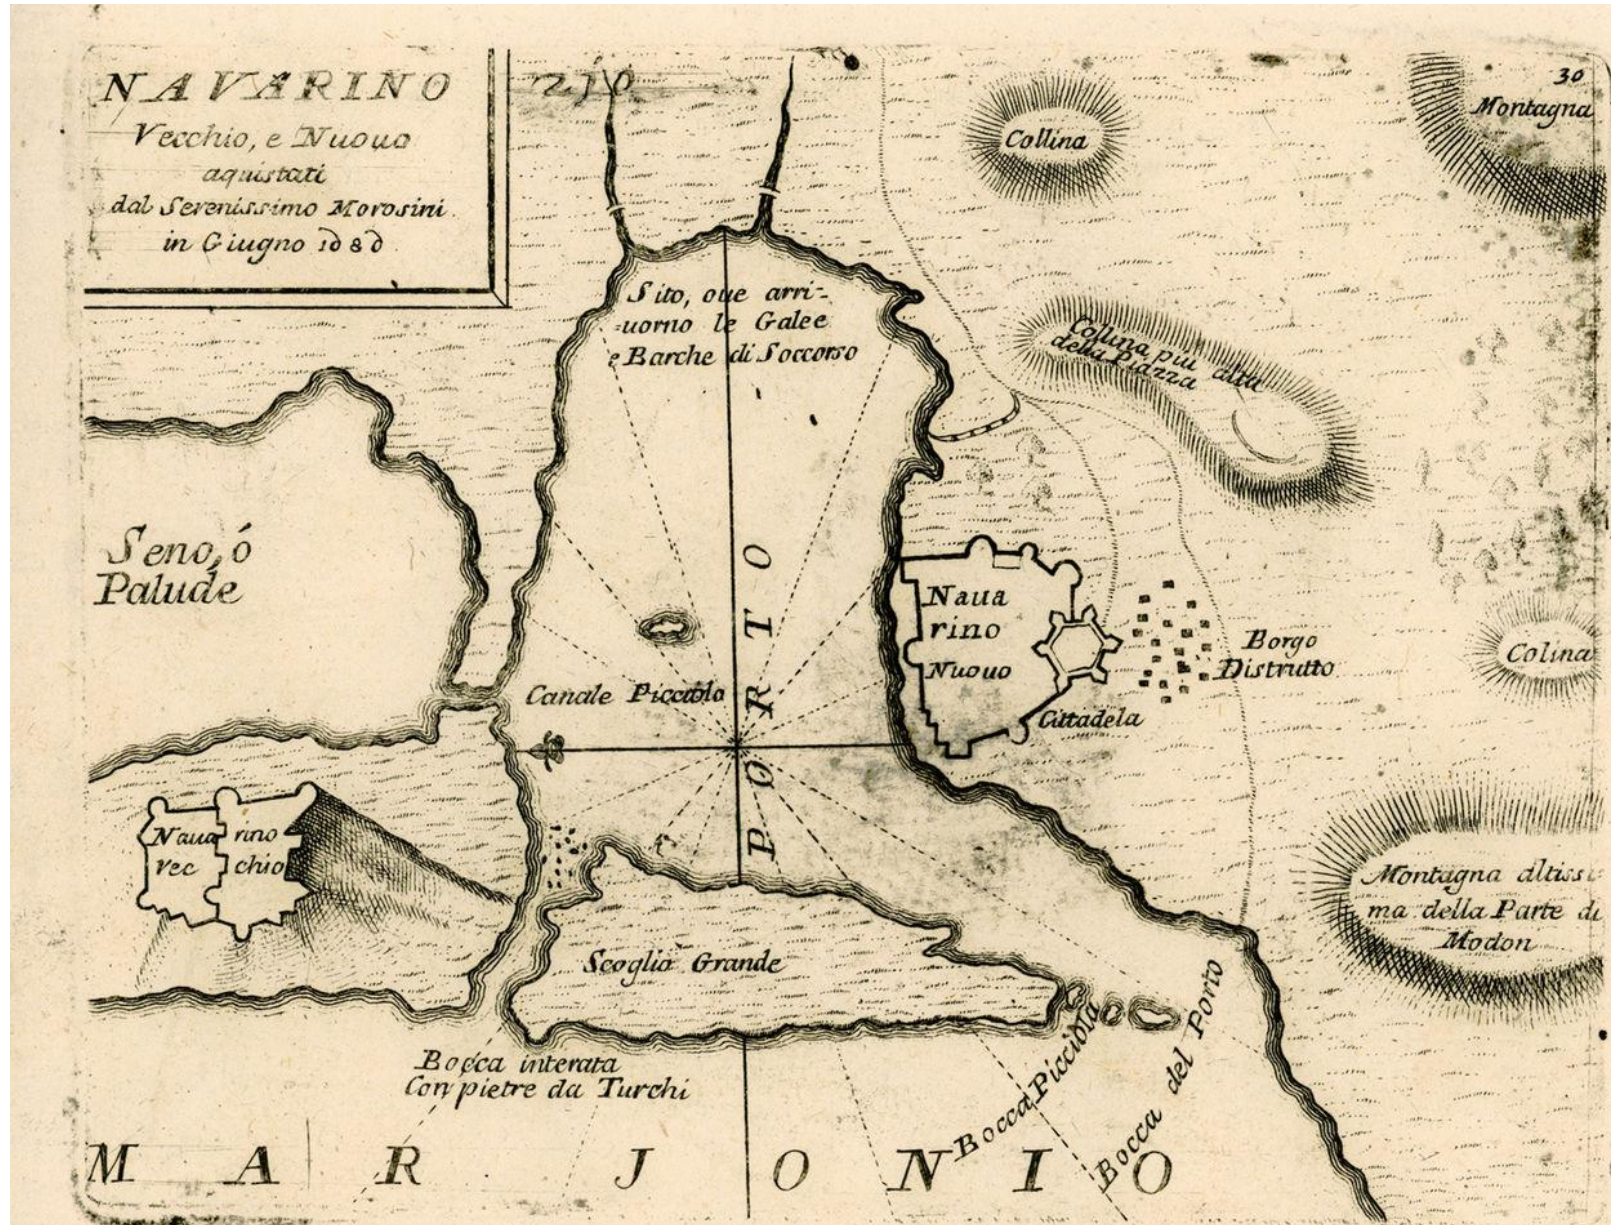 NAVARINO
Vecchio, e Nuouo
aquistati
dal Serenissimo Morosini.
in Giugno 1686
30
Montagna
Collina
Sito, oue arri-
uorno le Galee
e Barche di Soccorso
Collina piu alta
della Piazza
Seno, ó
Palude
Naua
rino
Nuouo
Borgo
Distrutto
Colina
Canale Picciolo
Cittadela
PORTO
Naua rino
Vec chio
Montagna altissi
ma della Parte di
Modon
Scoglio Grande
Bocca interata
Con pietre da Turchi
Bocca Picciola
Bocca del Porto
MAR JONIO